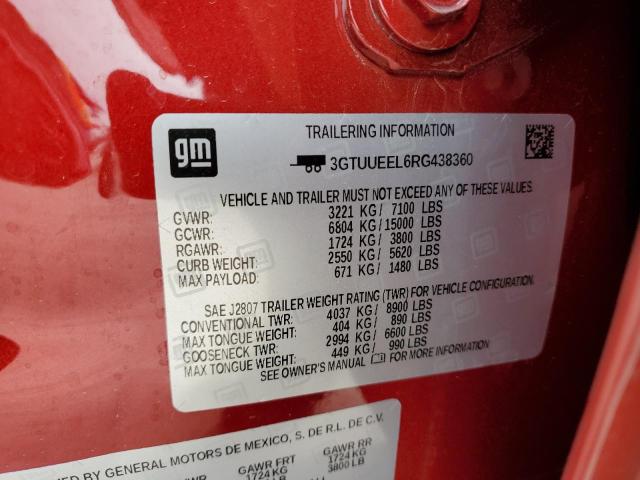 gm
TRAILERING INFORMATION
3GTUUEEL6RG438360
VEHICLE AND TRAILER MUST NOT EXCEED ANY OF THESE VALUES.
GVWR: 3221 KG/ 7100 LBS
GCWR: 6804 KG/15000 LBS
RGAWR: 1724 KG/ 3800 LBS
CURB WEIGHT: 2550 KG/ 5620 LBS
MAX PAYLOAD: 671 KG/ 1480 LBS
SAE J2807 TRAILER WEIGHT RATING (TWR) FOR VEHICLE CONFIGURATION.
CONVENTIONAL TWR: 4037 KG/ 8900 LBS
MAX TONGUE WEIGHT: 404 KG/ 890 LBS
GOOSENECK TWR: 2994 KG/ 6600 LBS
MAX TONGUE WEIGHT: 449 KG/ 990 LBS
SEE OWNER'S MANUAL FOR MORE INFORMATION
BY GENERAL MOTORS DE MEXICO, S. DE R.L. DE C.V.
GAWR FRT GAWR RR
1724 KG 1724 KG
3800 LB